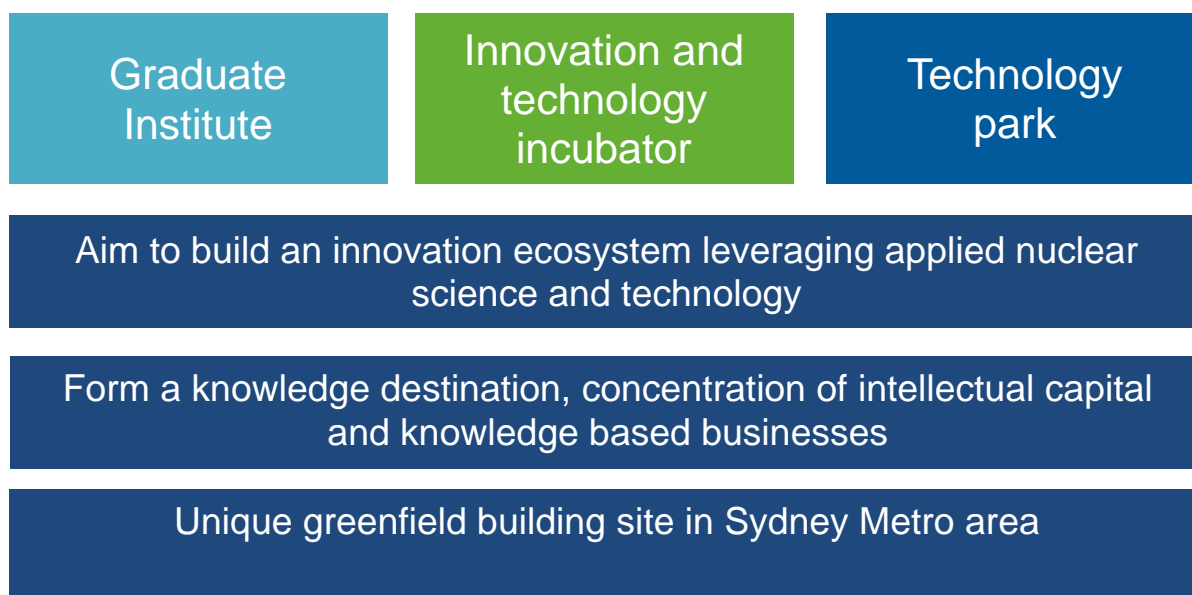 Graduate
Institute
Innovation and
technology
incubator
Technology
park
Aim to build an innovation ecosystem leveraging applied nuclear
science and technology
Form a knowledge destination, concentration of intellectual capital
and knowledge based businesses
Unique greenfield building site in Sydney Metro area